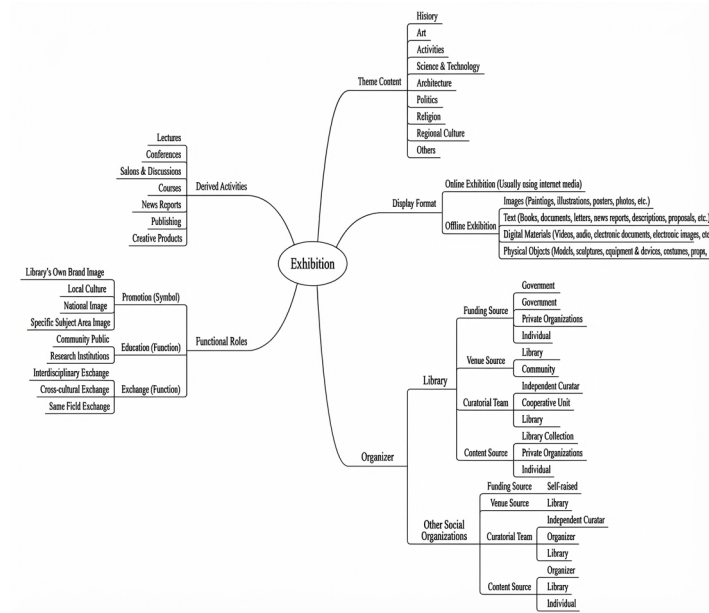 Exhibition
Theme Content
History
Art
Activities
Science & Technology
Architecture
Politics
Religion
Regional Culture
Others
Display Format
Online Exhibition (Usually using internet media)
Offline Exhibition
Images (Paintings, illustrations, posters, photos, etc.)
Text (Books, documents, letters, news reports, descriptions, proposals, etc.)
Digital Materials (Videos, audio, electronic documents, electronic images, etc
Physical Objects (Models, sculptures, equipment & devices, costumes, props,
Organizer
Library
Funding Source
Government
Government
Private Organizations
Individual
Venue Source
Library
Community
Curatorial Team
Independent Curatar
Cooperative Unit
Library
Content Source
Library Collection
Private Organizations
Individual
Other Social
Organizations
Funding Source
Self-raised
Venue Source
Library
Curatorial Team
Independent Curatar
Organizer
Library
Content Source
Organizer
Library
Individual
Derived Activities
Lectures
Conferences
Salons & Discussions
Courses
News Reports
Publishing
Creative Products
Functional Roles
Promotion (Symbol)
Library's Own Brand Image
Local Culture
National Image
Specific Subject Area Image
Education (Function)
Community Public
Research Institutions
Exchange (Function)
Interdisciplinary Exchange
Cross-cultural Exchange
Same Field Exchange